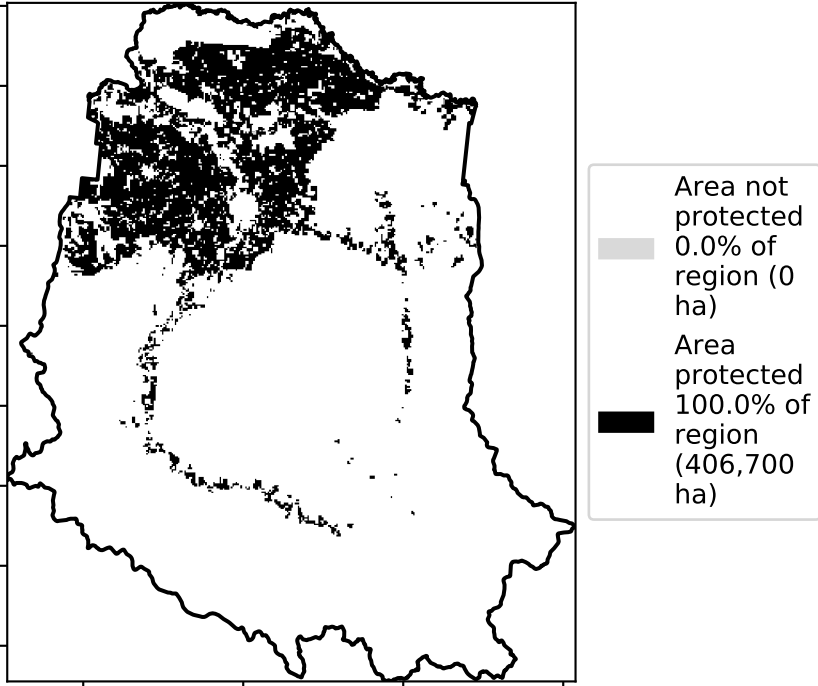 Area not
protected
0.0% of
region (0
ha)
Area
protected
100.0% of
region
(406,700
ha)